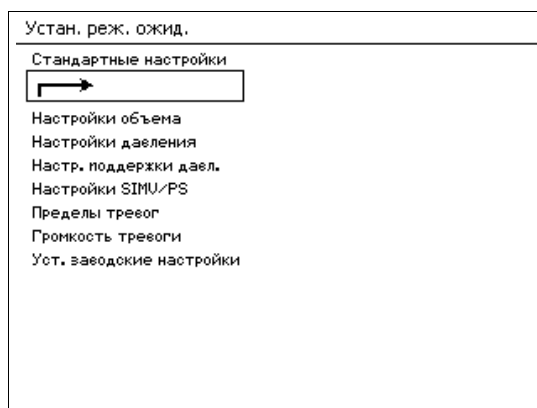 Устан. реж. ожид.
Стандартные настройки
Настройки объема
Настройки давления
Настр. поддержки давл.
Настройки SIMV/PS
Пределы тревог
Громкость тревоги
Уст. заводские настройки